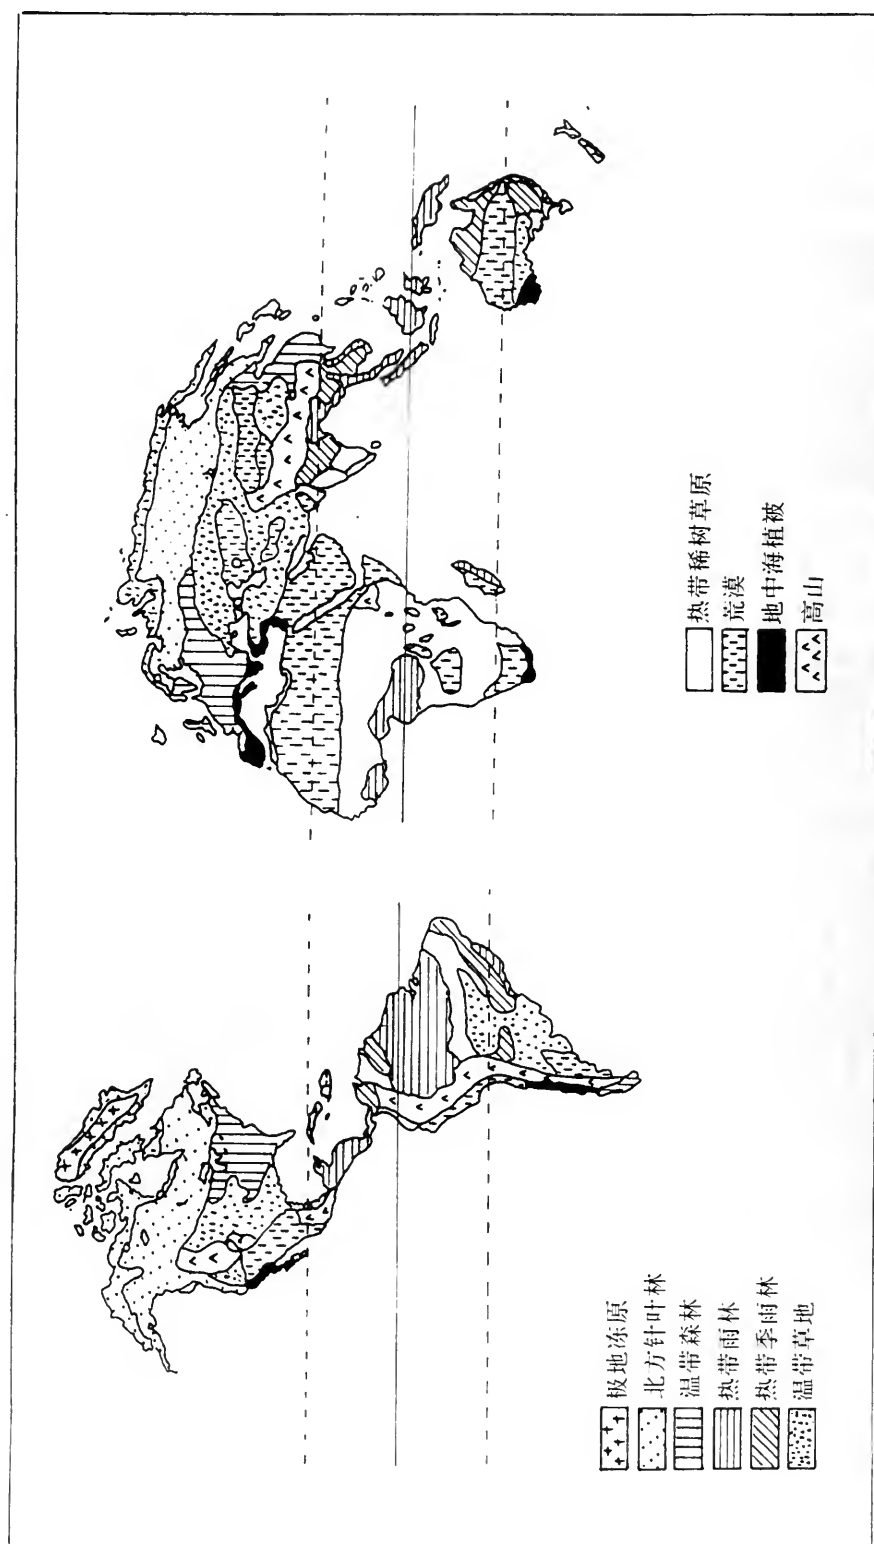 极地冻原
北方针叶林
温带森林
热带雨林
热带季雨林
温带草地
热带稀树草原
荒漠
地中海植被
高山